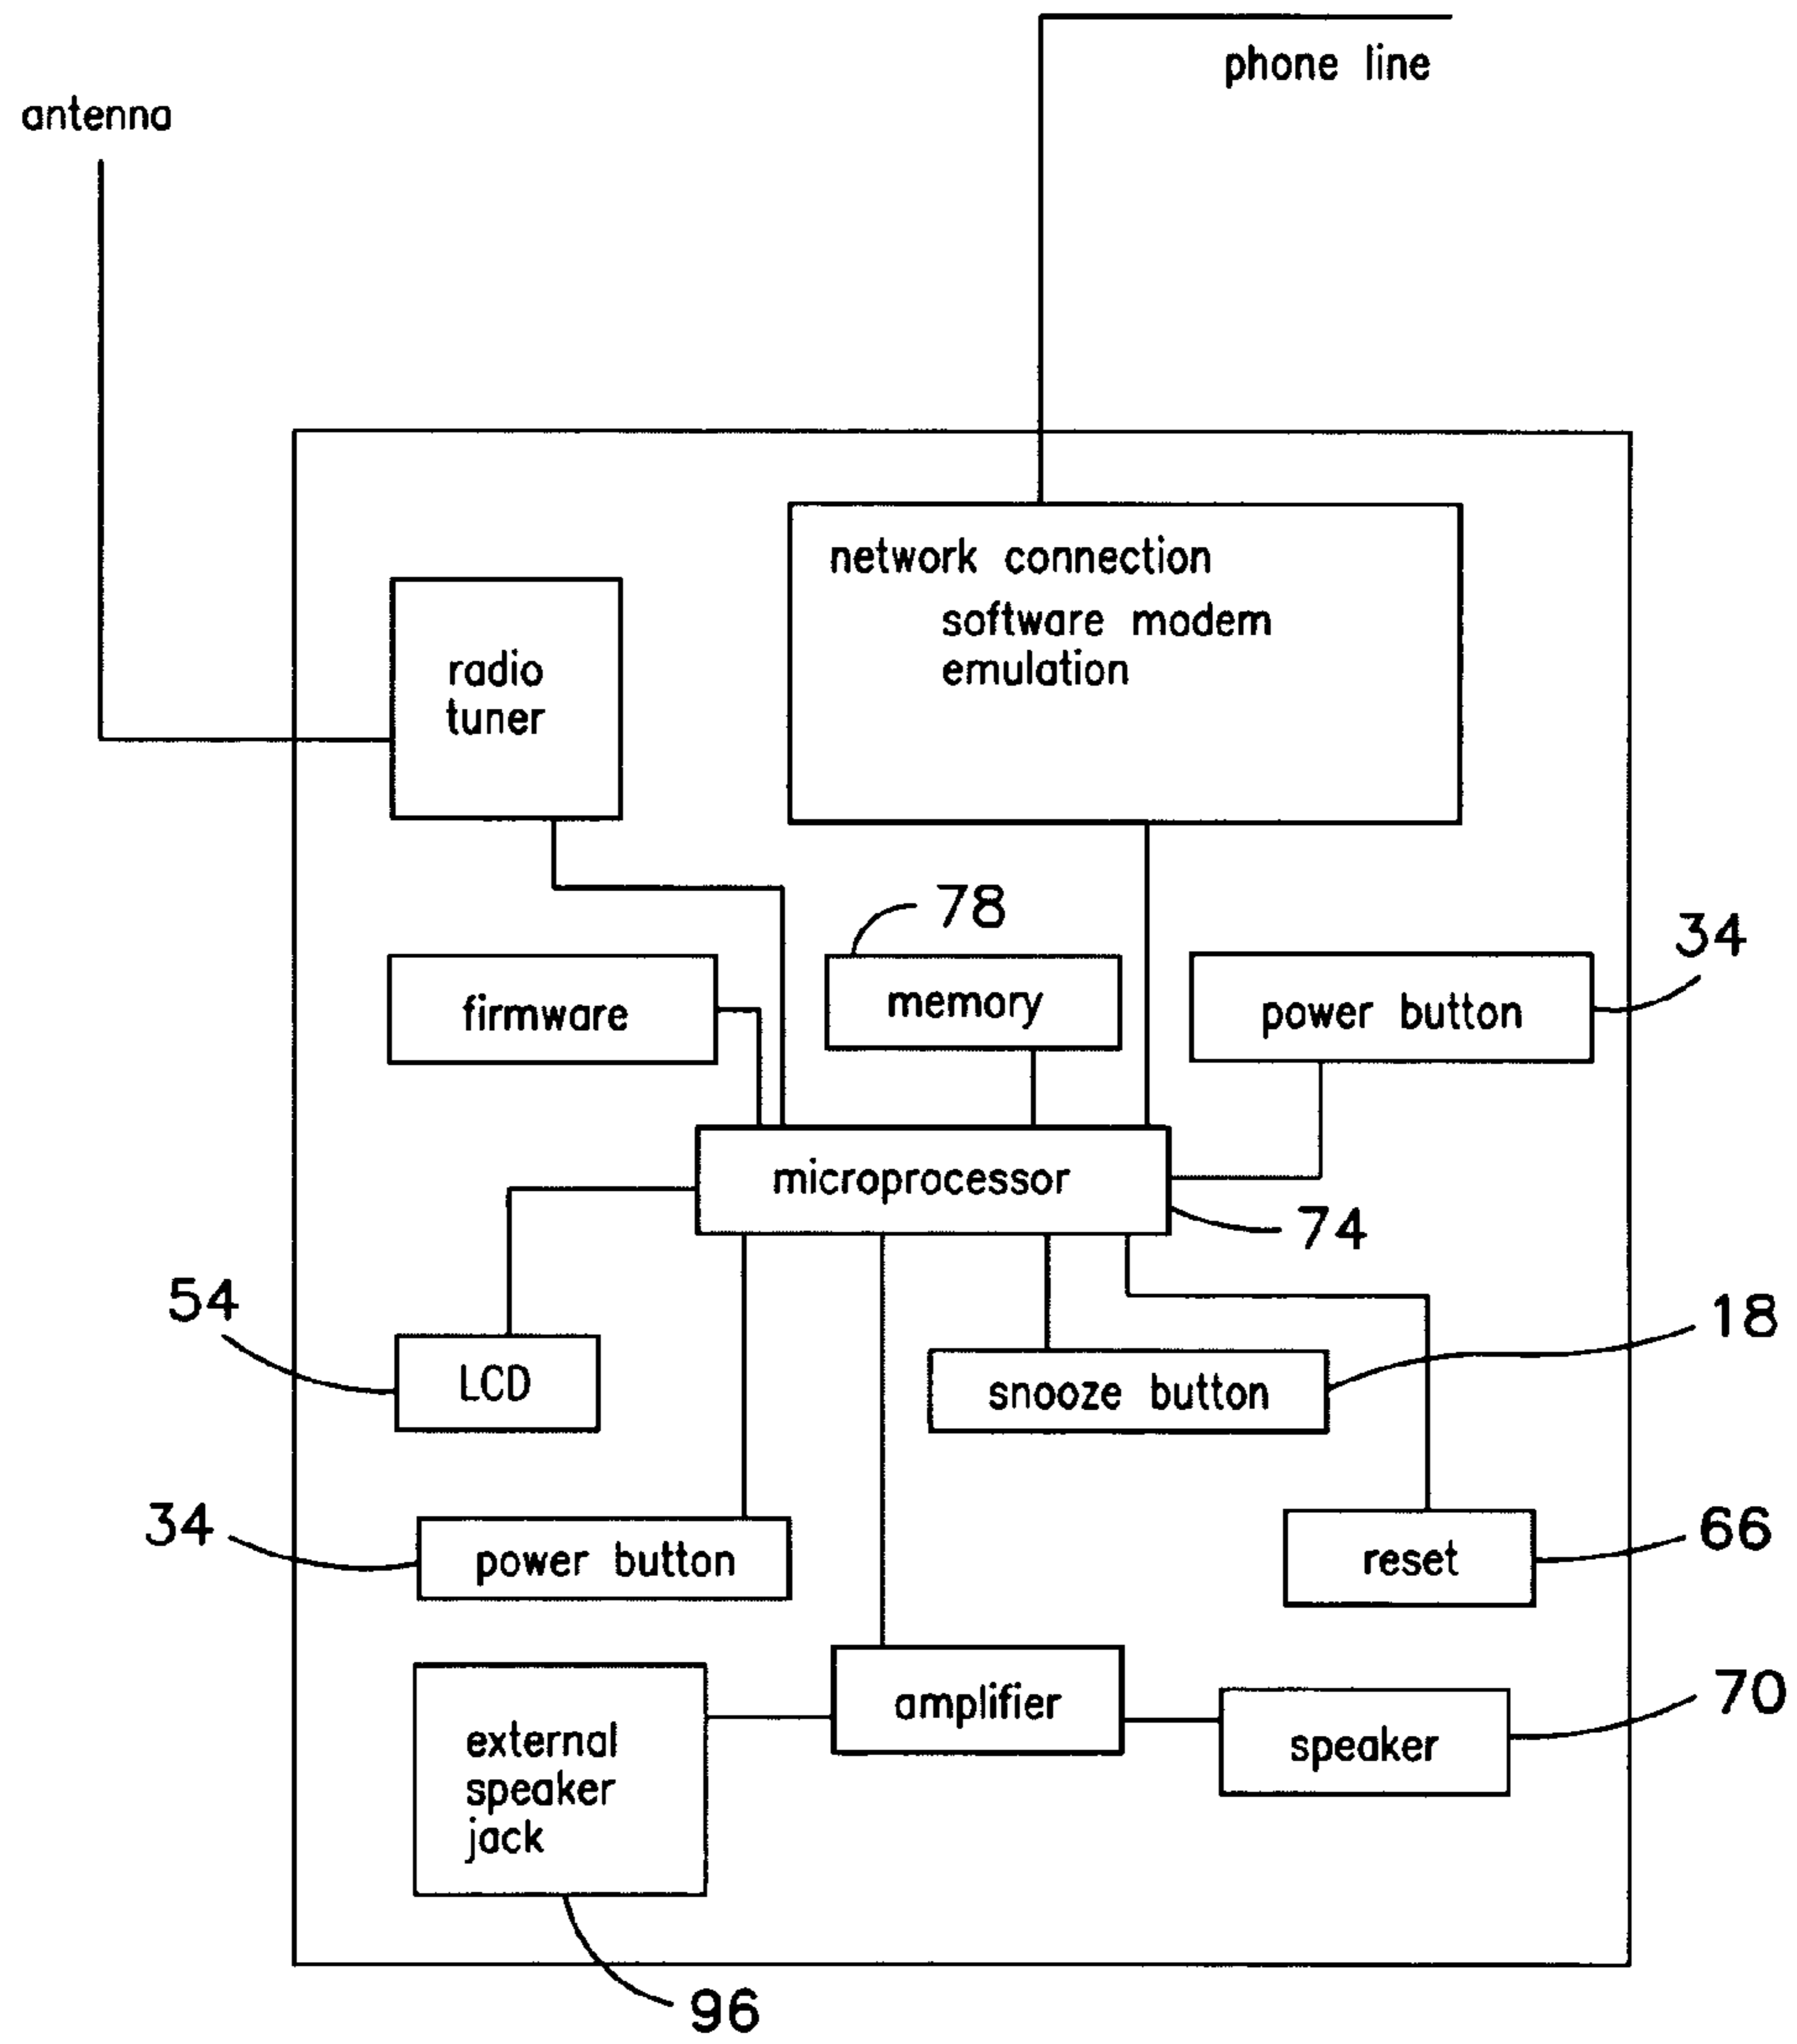 phone line
antenna
network connection
software modem
emulation
radio
tuner
78
34
firmware
memory
power button
microprocessor
74
54
18
LCD
snooze button
34
66
power button
reset
70
amplifier
external
speaker
jack
speaker
96